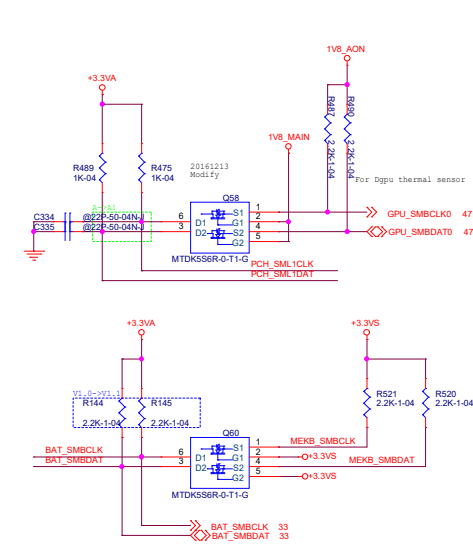 1V8_AON
+3.3VA
R487
2.2K-1-04
R490
2.2K-1-04
1V8_MAIN
R489
1K-04
R475
1K-04
20161213
Modify
For Dgpu thermal sensor
Q58
A->A1
C334
@22P-50-04N-J
C335
@22P-50-04N-J
6
3
D1
D2
S1
G1
S2
G2
1
2
4
5
GPU_SMBCLK0 47
GPU_SMBDAT0 47
MTDK5S6R-0-T1-G
PCH_SML1CLK
PCH_SML1DAT
+3.3VA
+3.3VS
V1.0->V1.1
R144
2.2K-1-04
R145
2.2K-1-04
R521
2.2K-1-04
R520
2.2K-1-04
Q60
BAT_SMBCLK
BAT_SMBDAT
6
3
D1
D2
S1
G1
S2
G2
1
2
4
5
MEKB_SMBCLK
+3.3VS
MEKB_SMBDAT
+3.3VS
MTDK5S6R-0-T1-G
BAT_SMBCLK 33
BAT_SMBDAT 33